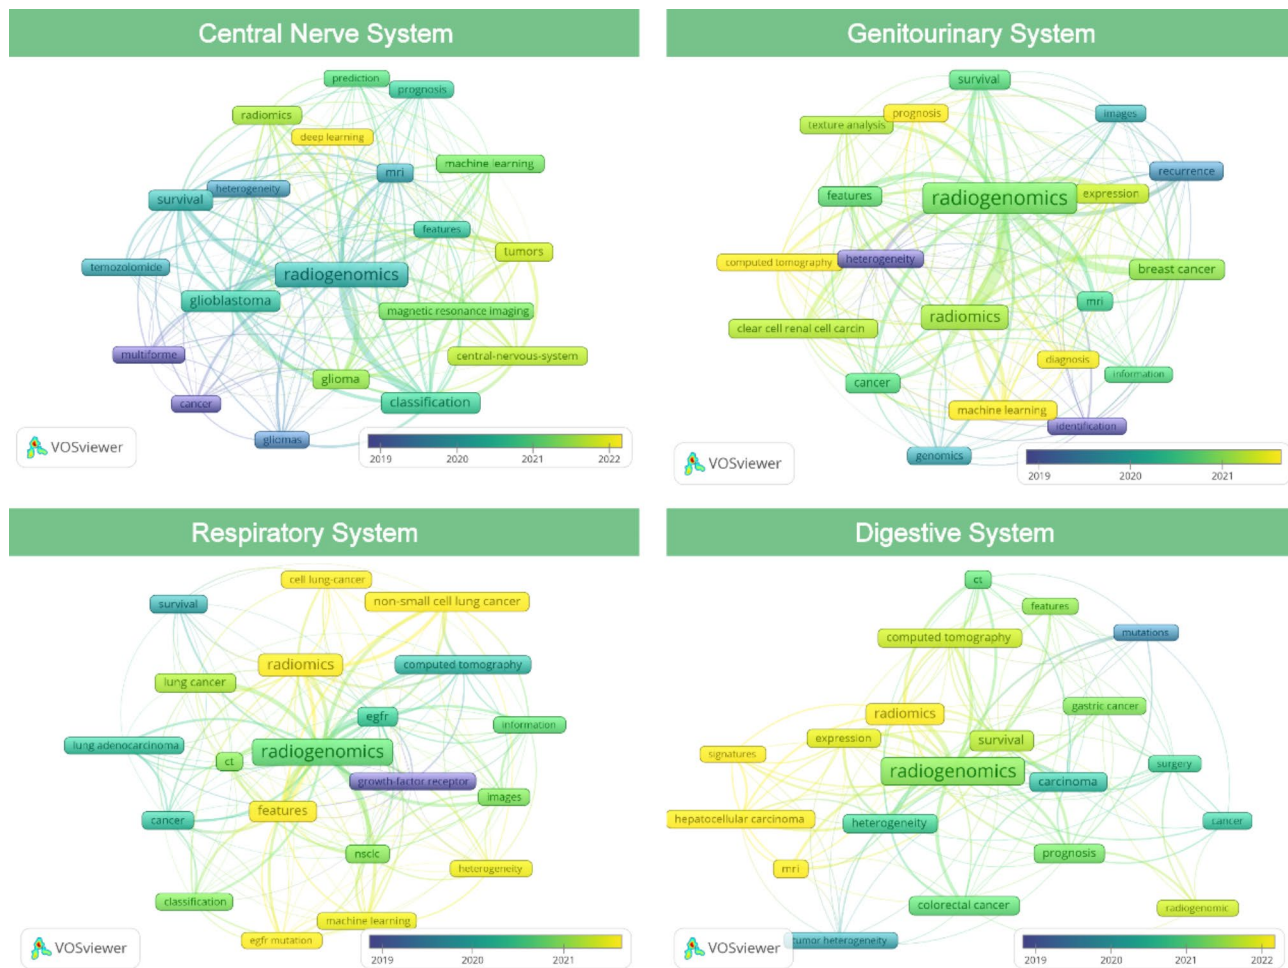 Central Nerve System
prediction
prognosis
radiomics
deep learning
machine learning
mri
heterogeneity
survival
features
tumors
temozolomide
radiogenomics
glioblastoma
magnetic resonance imaging
multiforme
central-nervous-system
glioma
cancer
classification
gliomas
VOSviewer
2019 2020 2021 2022
Genitourinary System
survival
prognosis
images
texture analysis
recurrence
features
radiogenomics
expression
computed tomography
heterogeneity
breast cancer
mri
radiomics
clear cell renal cell carcin
diagnosis
information
cancer
machine learning
identification
genomics
VOSviewer
2019 2020 2021
Respiratory System
cell lung-cancer
survival
non-small cell lung cancer
radiomics
computed tomography
lung cancer
egfr
information
lung adenocarcinoma
radiogenomics
ct
growth-factor receptor
images
features
cancer
nsclc
heterogeneity
classification
machine learning
egfr mutation
VOSviewer
2019 2020 2021
Digestive System
ct
features
computed tomography
mutations
gastric cancer
radiomics
expression
survival
signatures
surgery
radiogenomics
carcinoma
hepatocellular carcinoma
heterogeneity
cancer
prognosis
mri
colorectal cancer
radiogenomic
tumor heterogeneity
VOSviewer
2019 2020 2021 2022